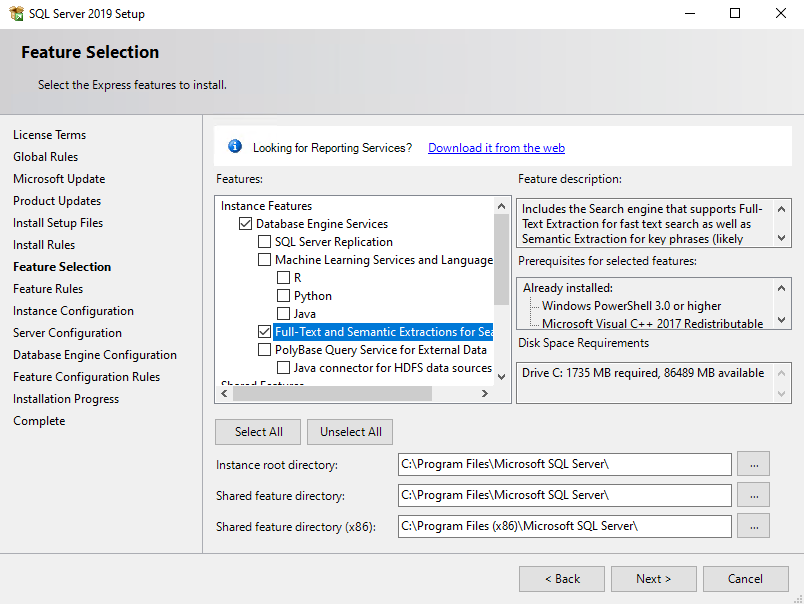 SQL Server 2019 Setup
Feature Selection
Select the Express features to install.
License Terms
Global Rules
Microsoft Update
Product Updates
Install Setup Files
Install Rules
Feature Selection
Feature Rules
Instance Configuration
Server Configuration
Database Engine Configuration
Feature Configuration Rules
Installation Progress
Complete
Looking for Reporting Services? Download it from the web
Features:
Instance Features
Database Engine Services
SQL Server Replication
Machine Learning Services and Language
R
Python
Java
Full-Text and Semantic Extractions for Sea
PolyBase Query Service for External Data
Java connector for HDFS data sources
Shared Features
Feature description:
Includes the Search engine that supports Full-
Text Extraction for fast text search as well as
Semantic Extraction for key phrases (likely
Prerequisites for selected features:
Already installed:
Windows PowerShell 3.0 or higher
Microsoft Visual C++ 2017 Redistributable
Disk Space Requirements
Drive C: 1735 MB required, 86489 MB available
Select All
Unselect All
Instance root directory: C:\Program Files\Microsoft SQL Server\ ...
Shared feature directory: C:\Program Files\Microsoft SQL Server\ ...
Shared feature directory (x86): C:\Program Files (x86)\Microsoft SQL Server\ ...
< Back
Next >
Cancel